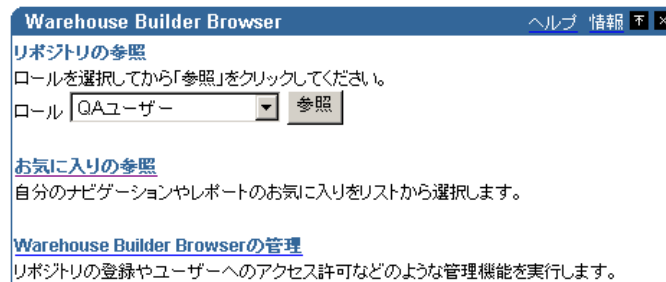 Warehouse Builder Browser ヘルプ 情報
リポジトリの参照
ロールを選択してから「参照」をクリックしてください。
ロール QAユーザー 参照
お気に入りの参照
自分のナビゲーションやレポートのお気に入りをリストから選択します。
Warehouse Builder Browserの管理
リポジトリの登録やユーザーへのアクセス許可などのような管理機能を実行します。